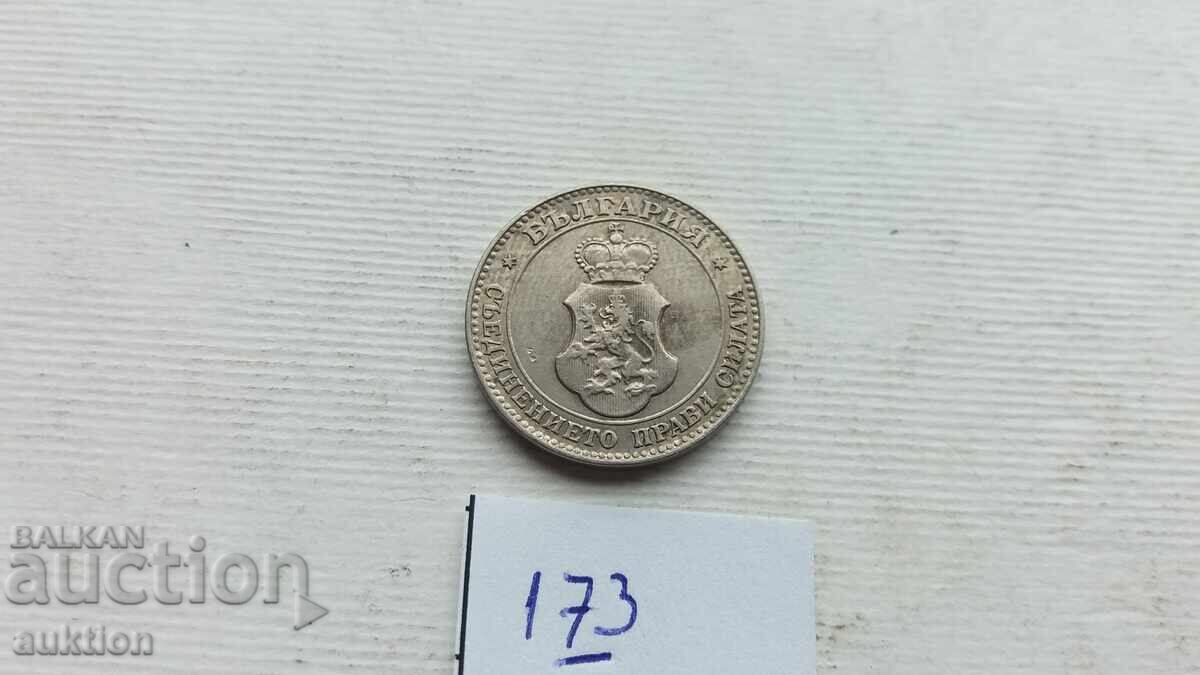 * БЪЛГАРИЯ *
СЪЕДИНЕНИЕТО ПРАВИ СИЛАТА
173
BALKAN
auction
auktion